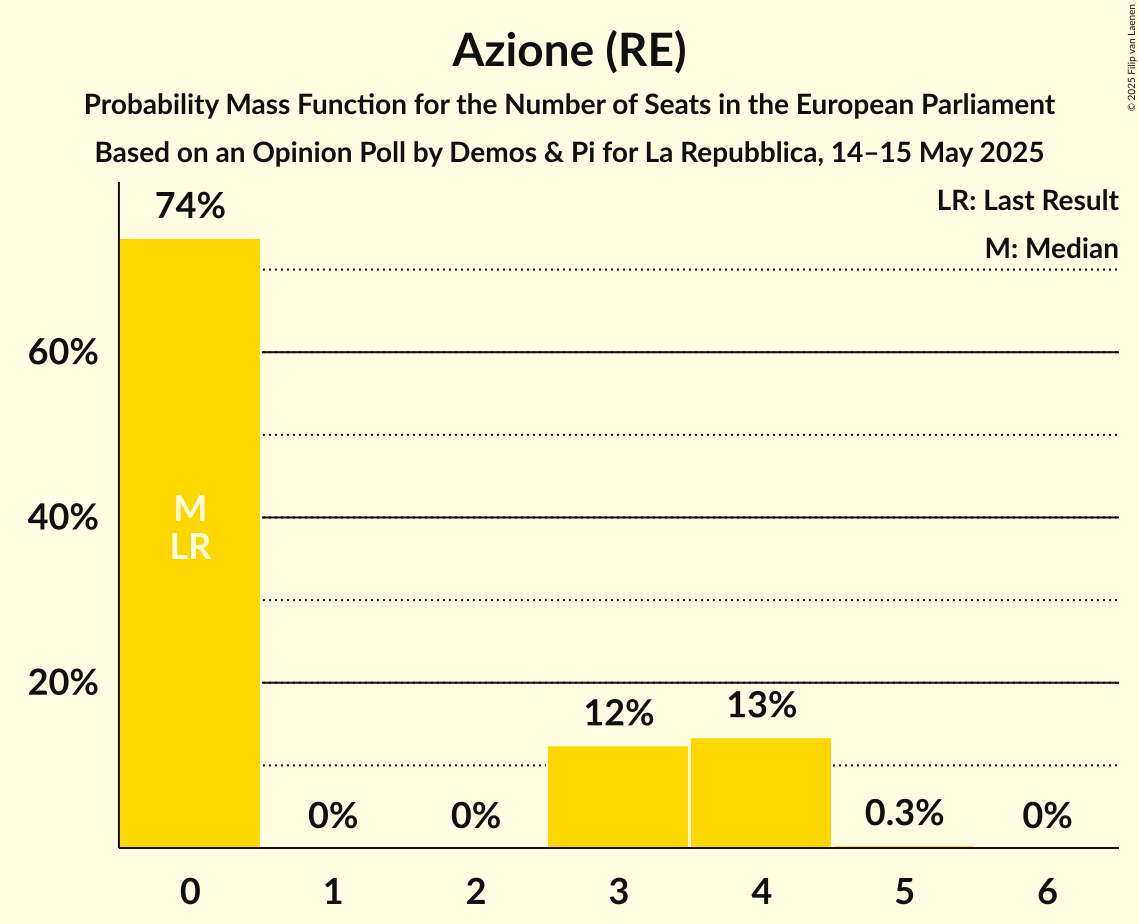 Azione (RE)
Probability Mass Function for the Number of Seats in the European Parliament
Based on an Opinion Poll by Demos & Pi for La Repubblica, 14–15 May 2025
© 2025 Filip van Laenen
LR: Last Result
M: Median
74%
60%
40%
20%
M
LR
0%
0%
12%
13%
0.3%
0%
0
1
2
3
4
5
6